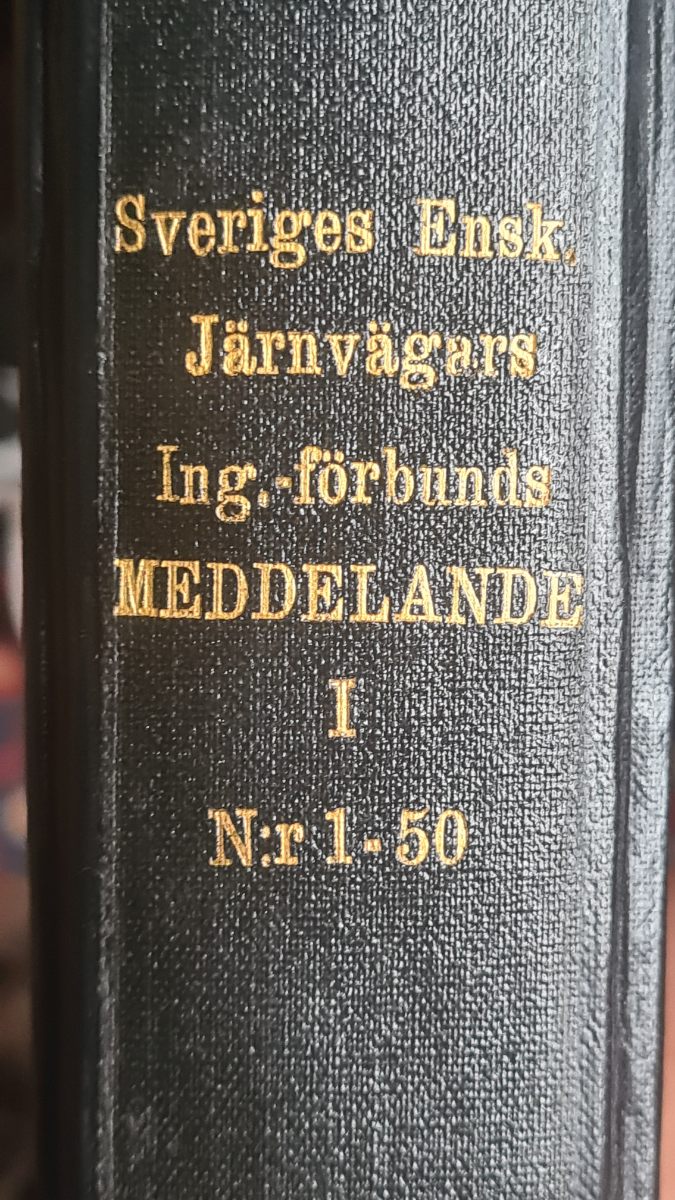 Sveriges Ensk.
Järnvägars
Ing.-förbunds
MEDDELANDE
I
N:r 1-50